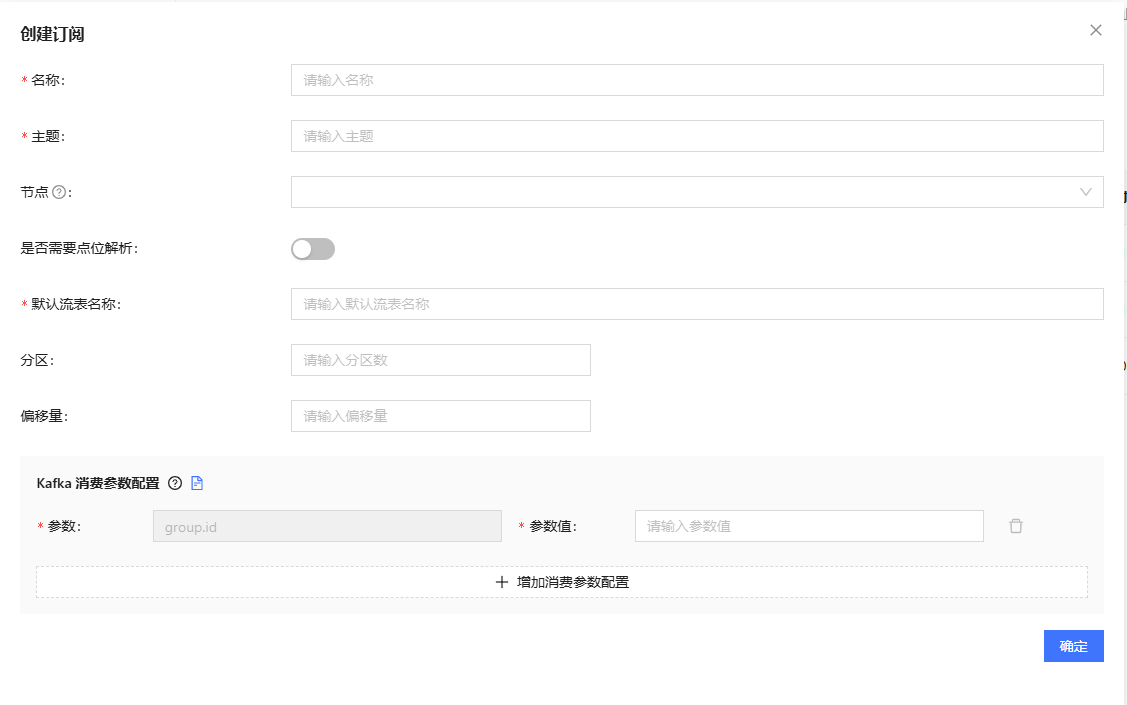 创建订阅
* 名称: 请输入名称
* 主题: 请输入主题
节点 ? :
是否需要点位解析:
* 默认流表名称: 请输入默认流表名称
分区: 请输入分区数
偏移量: 请输入偏移量
Kafka 消费参数配置 ?
* 参数: group.id * 参数值: 请输入参数值
+ 增加消费参数配置
确定